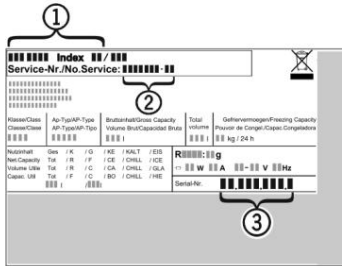 1
Index /
Service-Nr./No.Service: -
2
Klasse/Class Ap-Typ/AP-Type Bruttoinhalt/Gross Capacity Total Gefriervermoegen/Freezing Capacity
Classe/Clase AP-Type/AP-Tipo Volume Brut/Capacidad Bruta volume Pouvoir de Congel./Capac.Congeladora
l l kg / 24 h
Nutzinhalt Ges / K / G / KE / KALT / EIS
Net.Capacity Tot / R / F / CE / CHILL / ICE
Volume Utile Tot / R / C / CA / CHILL / GLA
Capac. Util Tot / F / C / BO / CHILL / HIE
R : g
W A - V Hz
Serial-Nr.
3